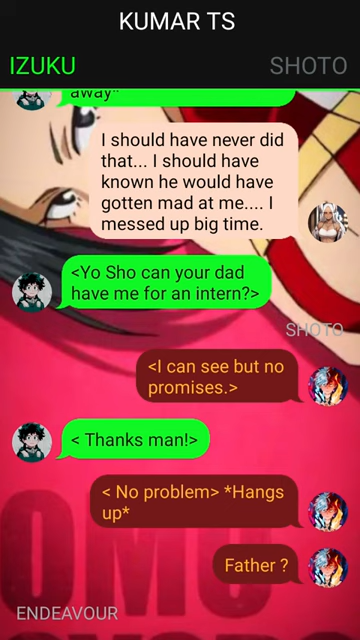 KUMAR TS
IZUKU
SHOTO
away*
I should have never did
that... I should have
known he would have
gotten mad at me.... I
messed up big time.
<Yo Sho can your dad
have me for an intern?>
SHOTO
<I can see but no
promises.>
< Thanks man!>
< No problem> *Hangs
up*
Father ?
ENDEAVOUR